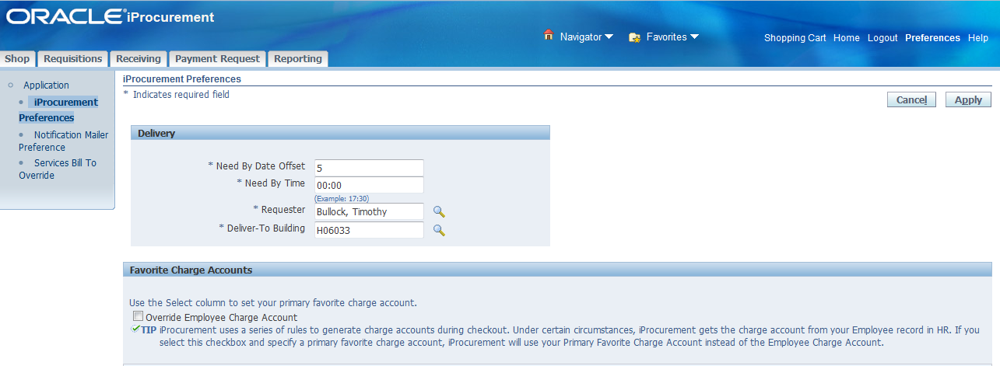 ORACLE® iProcurement
Navigator Favorites Shopping Cart Home Logout Preferences Help
Shop Requisitions Receiving Payment Request Reporting
Application
iProcurement
Preferences
Notification Mailer
Preference
Services Bill To
Override
iProcurement Preferences
* Indicates required field
Cancel Apply
Delivery
* Need By Date Offset 5
* Need By Time 00:00
(Example: 17:30)
* Requester Bullock, Timothy
* Deliver-To Building H06033
Favorite Charge Accounts
Use the Select column to set your primary favorite charge account.
Override Employee Charge Account
TIP iProcurement uses a series of rules to generate charge accounts during checkout. Under certain circumstances, iProcurement gets the charge account from your Employee record in HR. If you
select this checkbox and specify a primary favorite charge account, iProcurement will use your Primary Favorite Charge Account instead of the Employee Charge Account.